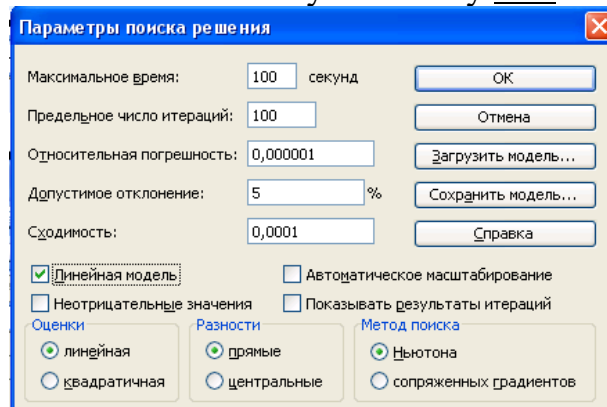 Параметры поиска решения
Максимальное время: 100 секунд ОК
Предельное число итераций: 100 Отмена
Относительная погрешность: 0,000001 Загрузить модель...
Допустимое отклонение: 5 % Сохранить модель...
Сходимость: 0,0001 Справка
Линейная модель Автоматическое масштабирование
Неотрицательные значения Показывать результаты итераций
Оценки Разности Метод поиска
линейная прямые Ньютона
квадратичная центральные сопряженных градиентов